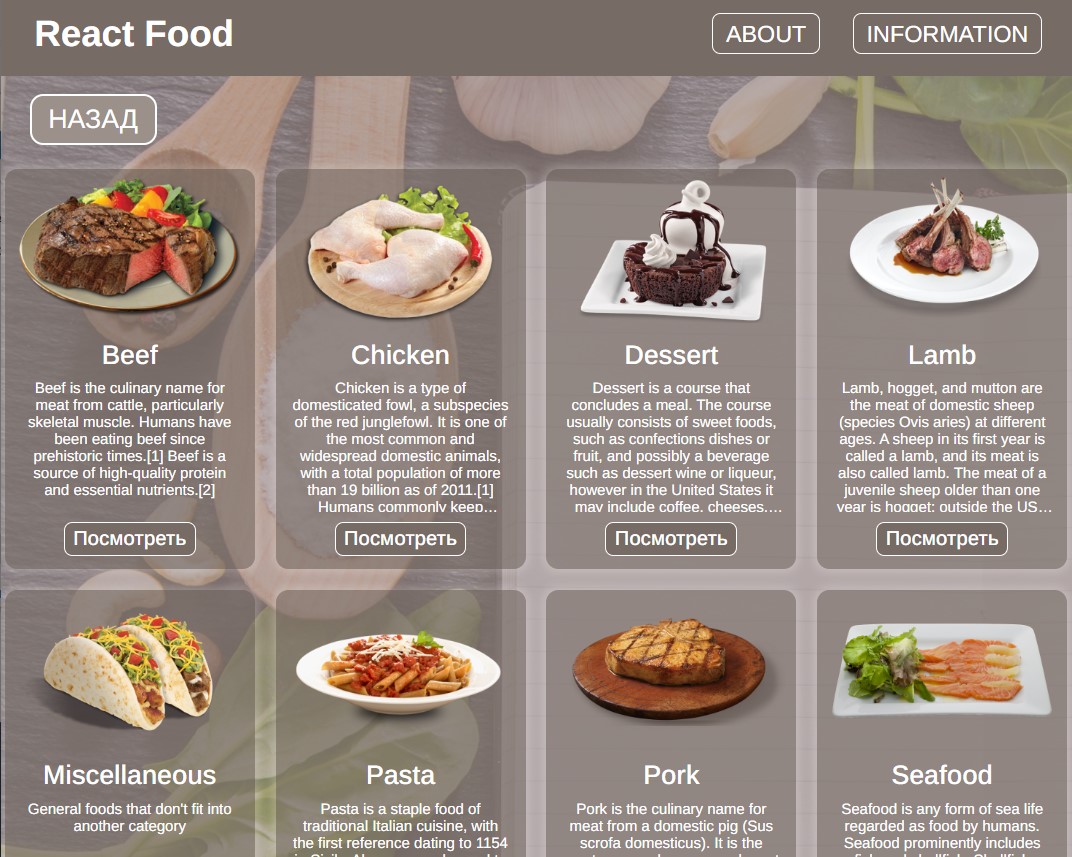 React Food
ABOUT
INFORMATION
НАЗАД
Beef
Beef is the culinary name for
meat from cattle, particularly
skeletal muscle. Humans have
been eating beef since
prehistoric times.[1] Beef is a
source of high-quality protein
and essential nutrients.[2]
Посмотреть
Chicken
Chicken is a type of
domesticated fowl, a subspecies
of the red junglefowl. It is one of
the most common and
widespread domestic animals,
with a total population of more
than 19 billion as of 2011.[1]
Humans commonly keep…
Посмотреть
Dessert
Dessert is a course that
concludes a meal. The course
usually consists of sweet foods,
such as confections dishes or
fruit, and possibly a beverage
such as dessert wine or liqueur,
however in the United States it
may include coffee, cheeses,…
Посмотреть
Lamb
Lamb, hogget, and mutton are
the meat of domestic sheep
(species Ovis aries) at different
ages. A sheep in its first year is
called a lamb, and its meat is
also called lamb. The meat of a
juvenile sheep older than one
year is hogget; outside the US…
Посмотреть
Miscellaneous
General foods that don't fit into
another category
Pasta
Pasta is a staple food of
traditional Italian cuisine, with
the first reference dating to 1154
Pork
Pork is the culinary name for
meat from a domestic pig (Sus
scrofa domesticus). It is the
Seafood
Seafood is any form of sea life
regarded as food by humans.
Seafood prominently includes